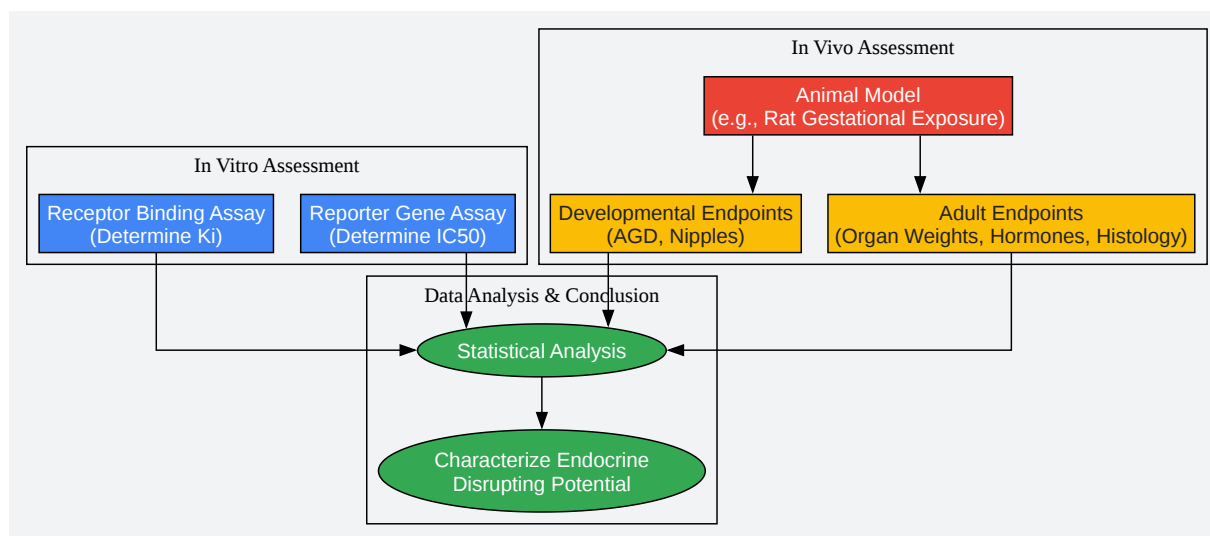 In Vivo Assessment
Animal Model
(e.g., Rat Gestational Exposure)
In Vitro Assessment
Receptor Binding Assay
(Determine Ki)
Reporter Gene Assay
(Determine IC50)
Developmental Endpoints
(AGD, Nipples)
Adult Endpoints
(Organ Weights, Hormones, Histology)
Data Analysis & Conclusion
Statistical Analysis
Characterize Endocrine
Disrupting Potential